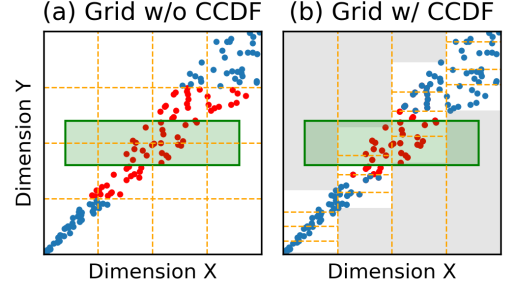 (a) Grid w/o CCDF
(b) Grid w/ CCDF
Dimension Y
Dimension X
Dimension X